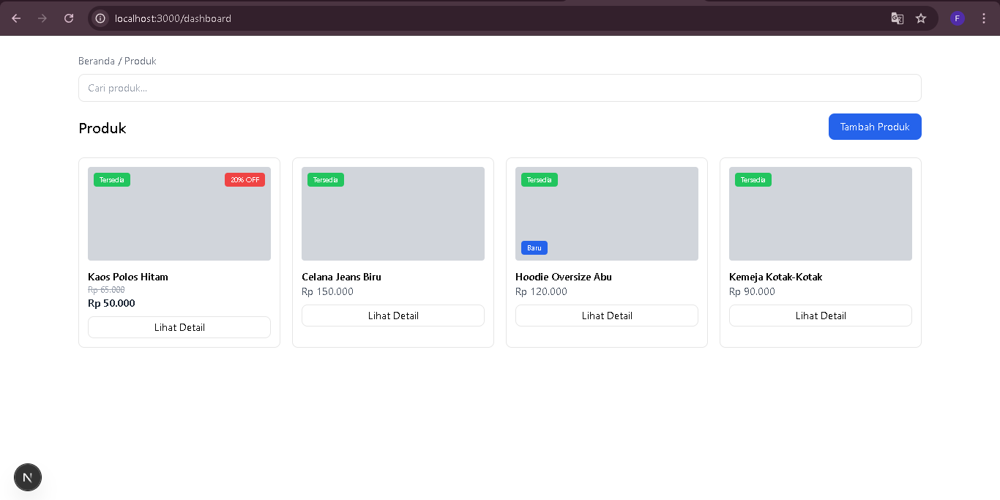 localhost:3000/dashboard
F
Beranda / Produk
Cari produk...
Produk
Tambah Produk
Tersedia
20% OFF
Kaos Polos Hitam
Rp 65.000
Rp 50.000
Lihat Detail
Tersedia
Celana Jeans Biru
Rp 150.000
Lihat Detail
Tersedia
Baru
Hoodie Oversize Abu
Rp 120.000
Lihat Detail
Tersedia
Kemeja Kotak-Kotak
Rp 90.000
Lihat Detail
N